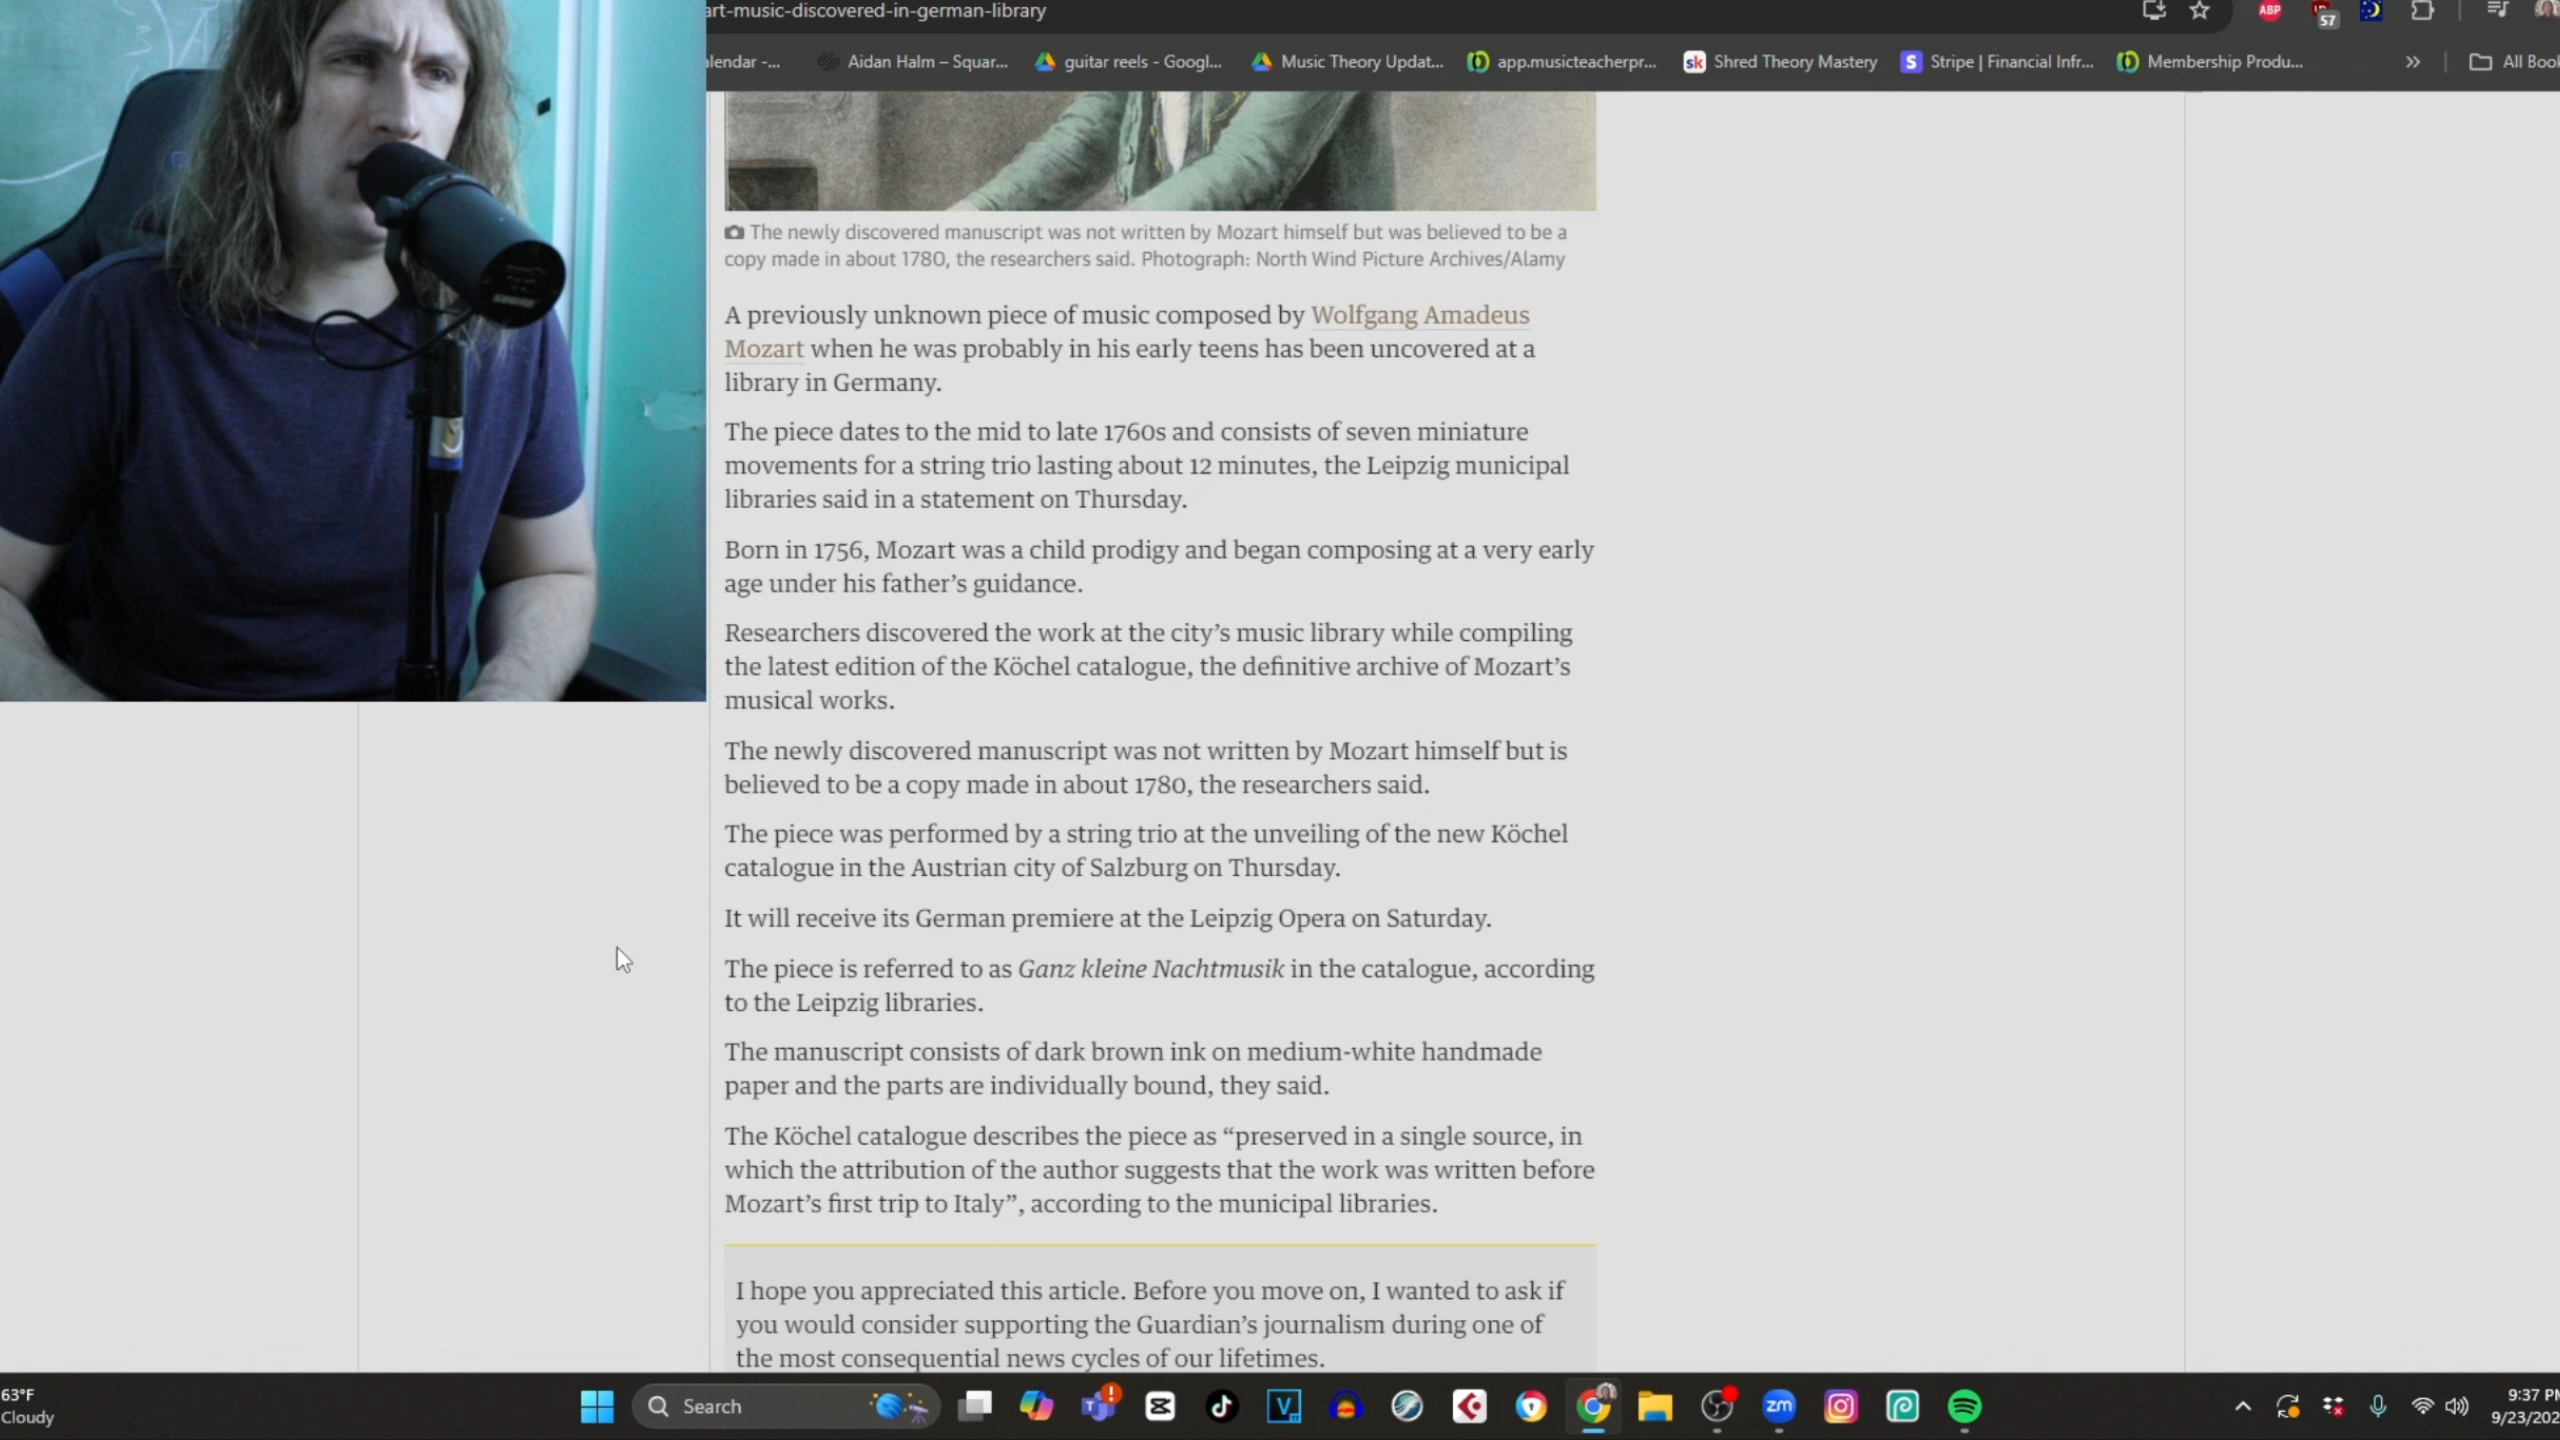 art-music-discovered-in-german-library
ABP
57
alendar -...
Aidan Halm – Squar...
guitar reels - Googl...
Music Theory Updat...
app.musicteacherpr...
sk
Shred Theory Mastery
S
Stripe | Financial Infr...
Membership Produ...
»
All Book
The newly discovered manuscript was not written by Mozart himself but was believed to be a
copy made in about 1780, the researchers said. Photograph: North Wind Picture Archives/Alamy
A previously unknown piece of music composed by Wolfgang Amadeus
Mozart when he was probably in his early teens has been uncovered at a
library in Germany.
The piece dates to the mid to late 1760s and consists of seven miniature
movements for a string trio lasting about 12 minutes, the Leipzig municipal
libraries said in a statement on Thursday.
Born in 1756, Mozart was a child prodigy and began composing at a very early
age under his father’s guidance.
Researchers discovered the work at the city’s music library while compiling
the latest edition of the Köchel catalogue, the definitive archive of Mozart’s
musical works.
The newly discovered manuscript was not written by Mozart himself but is
believed to be a copy made in about 1780, the researchers said.
The piece was performed by a string trio at the unveiling of the new Köchel
catalogue in the Austrian city of Salzburg on Thursday.
It will receive its German premiere at the Leipzig Opera on Saturday.
The piece is referred to as Ganz kleine Nachtmusik in the catalogue, according
to the Leipzig libraries.
The manuscript consists of dark brown ink on medium-white handmade
paper and the parts are individually bound, they said.
The Köchel catalogue describes the piece as “preserved in a single source, in
which the attribution of the author suggests that the work was written before
Mozart’s first trip to Italy”, according to the municipal libraries.
I hope you appreciated this article. Before you move on, I wanted to ask if
you would consider supporting the Guardian’s journalism during one of
the most consequential news cycles of our lifetimes.
63°F
Cloudy
Search
V
zm
9:37 PM
9/23/202